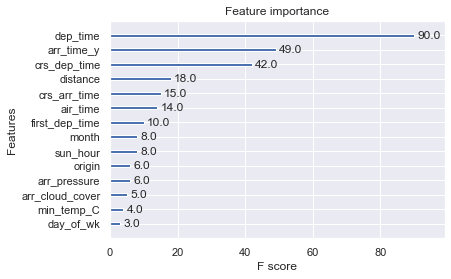 Feature importance
dep_time 90.0
arr_time_y 49.0
crs_dep_time 42.0
distance 18.0
crs_arr_time 15.0
air_time 14.0
first_dep_time 10.0
month 8.0
sun_hour 8.0
origin 6.0
arr_pressure 6.0
arr_cloud_cover 5.0
min_temp_C 4.0
day_of_wk 3.0
Features
0 20 40 60 80
F score